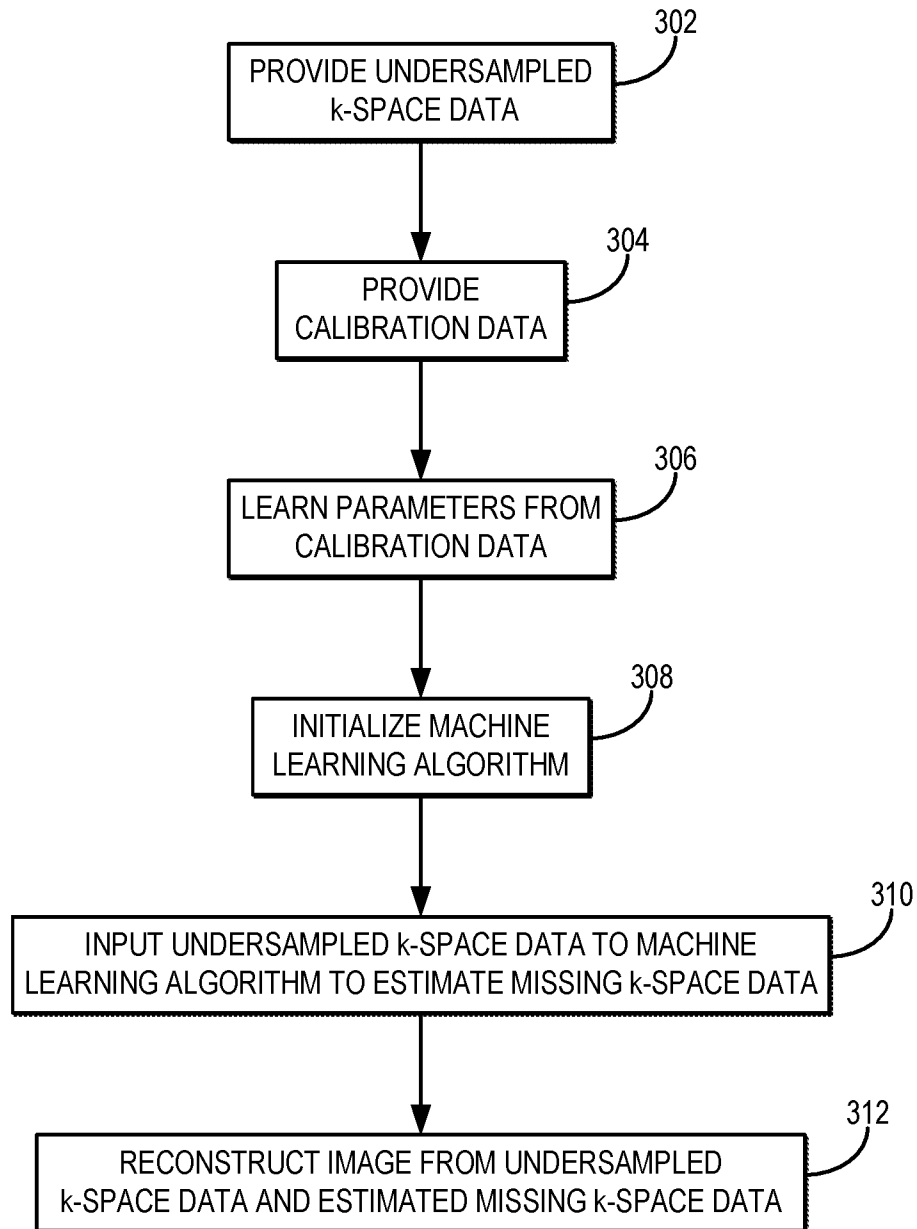 302
PROVIDE UNDERSAMPLED
k-SPACE DATA
304
PROVIDE
CALIBRATION DATA
306
LEARN PARAMETERS FROM
CALIBRATION DATA
308
INITIALIZE MACHINE
LEARNING ALGORITHM
310
INPUT UNDERSAMPLED k-SPACE DATA TO MACHINE
LEARNING ALGORITHM TO ESTIMATE MISSING k-SPACE DATA
312
RECONSTRUCT IMAGE FROM UNDERSAMPLED
k-SPACE DATA AND ESTIMATED MISSING k-SPACE DATA